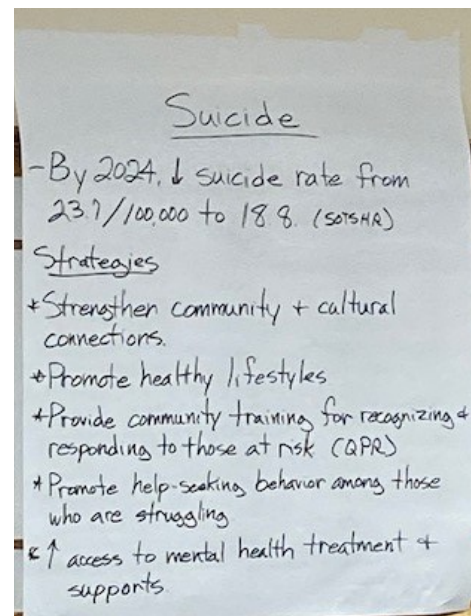 Suicide
- By 2024, ↓ suicide rate from
23.7/100,000 to 18.8. (SOTSHR)
Strategies
* Strengthen community + cultural
connections.
* Promote healthy lifestyles
* Provide community training for recognizing &
responding to those at risk (QPR)
* Promote help-seeking behavior among those
who are struggling
* ↑ access to mental health treatment &
supports